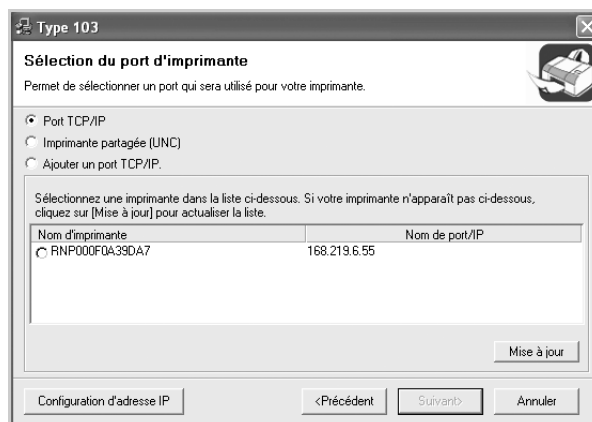 Type 103
Sélection du port d'imprimante
Permet de sélectionner un port qui sera utilisé pour votre imprimante.
Port TCP/IP
Imprimante partagée (UNC)
Ajouter un port TCP/IP.
Sélectionnez une imprimante dans la liste ci-dessous. Si votre imprimante n'apparaît pas ci-dessous,
cliquez sur [Mise à jour] pour actualiser la liste.
Nom d'imprimante Nom de port/IP
RNP000F0A39DA7 168.219.6.55
Mise à jour
Configuration d'adresse IP <Précédent Suivant> Annuler